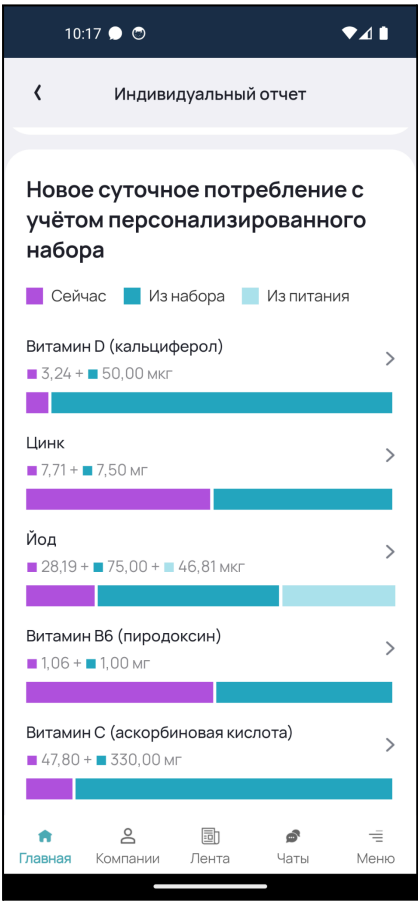 10:17
Индивидуальный отчет
Новое суточное потребление с
учётом персонализированного
набора
Сейчас Из набора Из питания
Витамин D (кальциферол)
3,24 + 50,00 мкг
Цинк
7,71 + 7,50 мг
Йод
28,19 + 75,00 + 46,81 мкг
Витамин B6 (пиродоксин)
1,06 + 1,00 мг
Витамин C (аскорбиновая кислота)
47,80 + 330,00 мг
Главная Компании Лента Чаты Меню